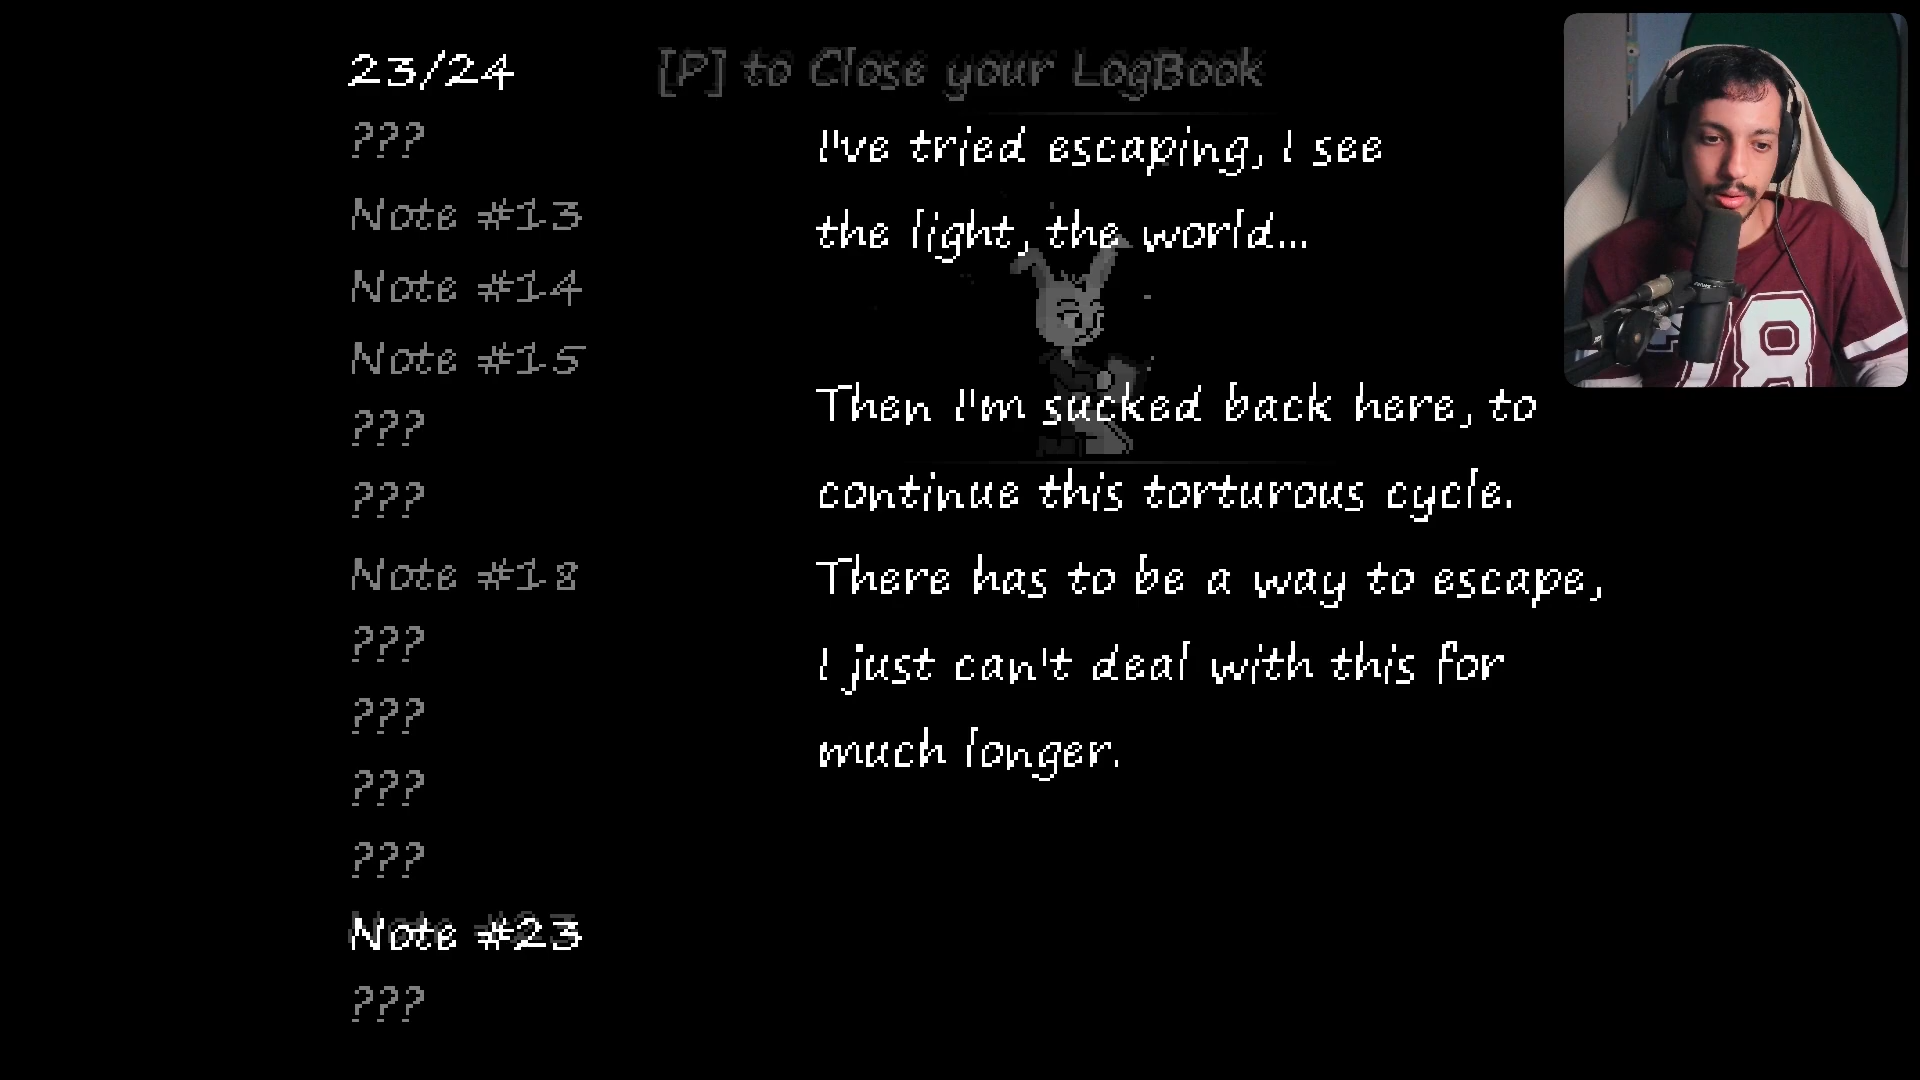 23/24
[P] to Close your LogBook
???
Note #13
Note #14
Note #15
???
???
Note #18
???
???
???
???
Note #23
???
I've tried escaping, I see
the light, the world...
Then I'm sucked back here, to
continue this torturous cycle.
There has to be a way to escape,
I just can't deal with this for
much longer.
78